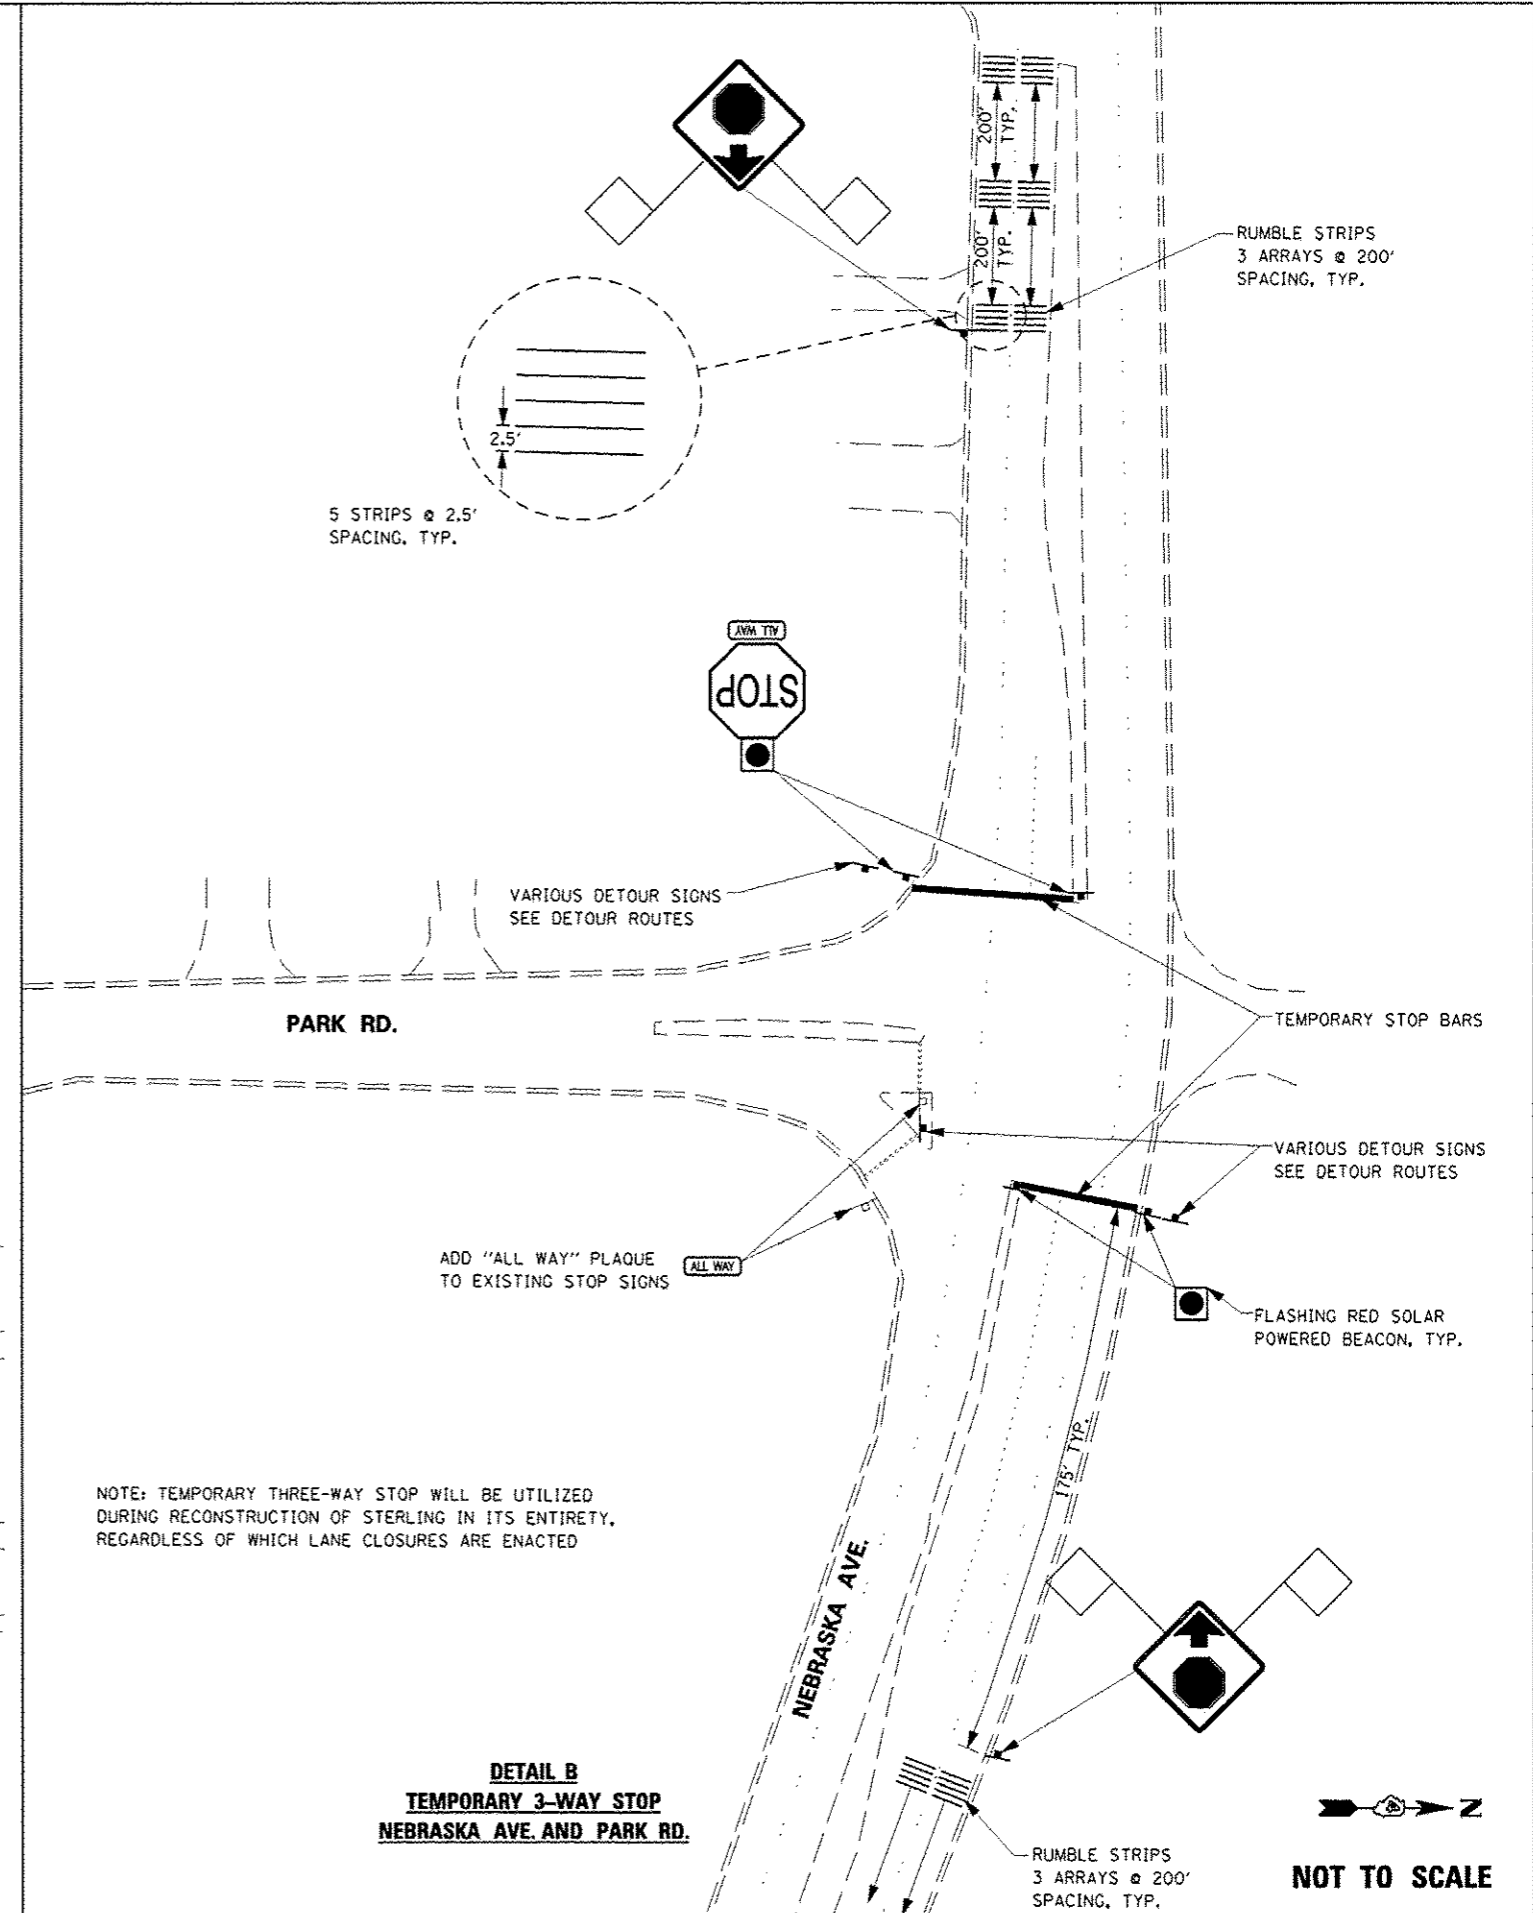 200' TYP.
200' TYP.
RUMBLE STRIPS
3 ARRAYS @ 200'
SPACING, TYP.
2.5'
5 STRIPS @ 2.5'
SPACING, TYP.
ALL WAY
STOP
VARIOUS DETOUR SIGNS
SEE DETOUR ROUTES
PARK RD.
TEMPORARY STOP BARS
VARIOUS DETOUR SIGNS
SEE DETOUR ROUTES
ADD "ALL WAY" PLAQUE
TO EXISTING STOP SIGNS
ALL WAY
FLASHING RED SOLAR
POWERED BEACON, TYP.
175' TYP.
NOTE: TEMPORARY THREE-WAY STOP WILL BE UTILIZED
DURING RECONSTRUCTION OF STERLING IN ITS ENTIRETY,
REGARDLESS OF WHICH LANE CLOSURES ARE ENACTED
NEBRASKA AVE.
DETAIL B
TEMPORARY 3-WAY STOP
NEBRASKA AVE. AND PARK RD.
RUMBLE STRIPS
3 ARRAYS @ 200'
SPACING, TYP.
Z
NOT TO SCALE